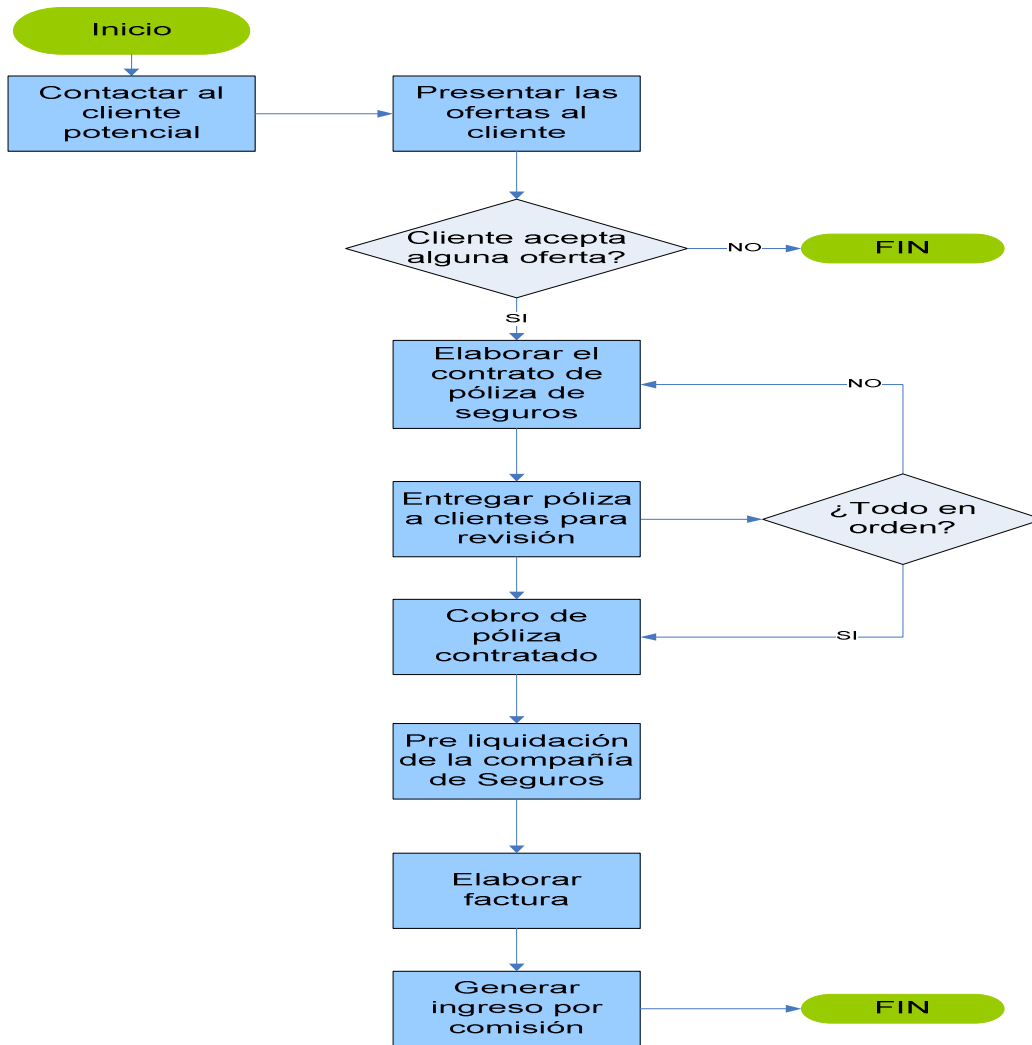 Inicio
Contactar al
cliente
potencial
Presentar las
ofertas al
cliente
Cliente acepta
alguna oferta?
NO
FIN
SI
Elaborar el
contrato de
póliza de
seguros
NO
Entregar póliza
a clientes para
revisión
¿Todo en
orden?
Cobro de
póliza
contratado
SI
Pre liquidación
de la compañía
de Seguros
Elaborar
factura
Generar
ingreso por
comisión
FIN